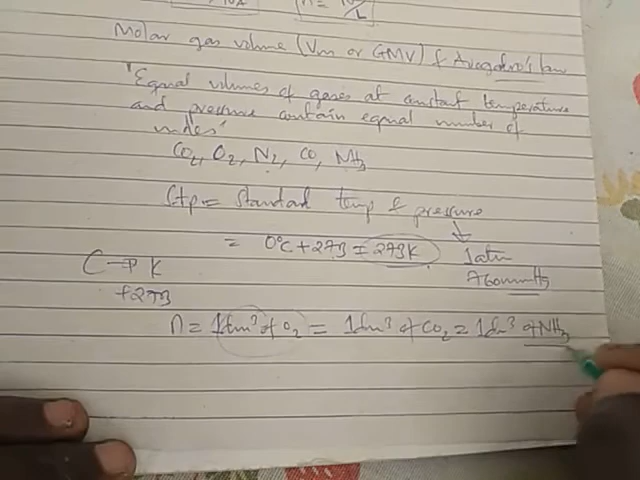 n = 
Molar gas volume (Vm or GMV) & Avogadro's law
"Equal volumes of gases at constant temperature
and pressure contain equal number of
moles"
CO2, O2, N2, CO, NH3
Stp = Standard temp & pressure
= 0°C + 273 = 273K 1atm
C → K 760mmHg
+273
n = 1dm³ of O2 = 1dm³ of CO2 = 1dm³ of NH3